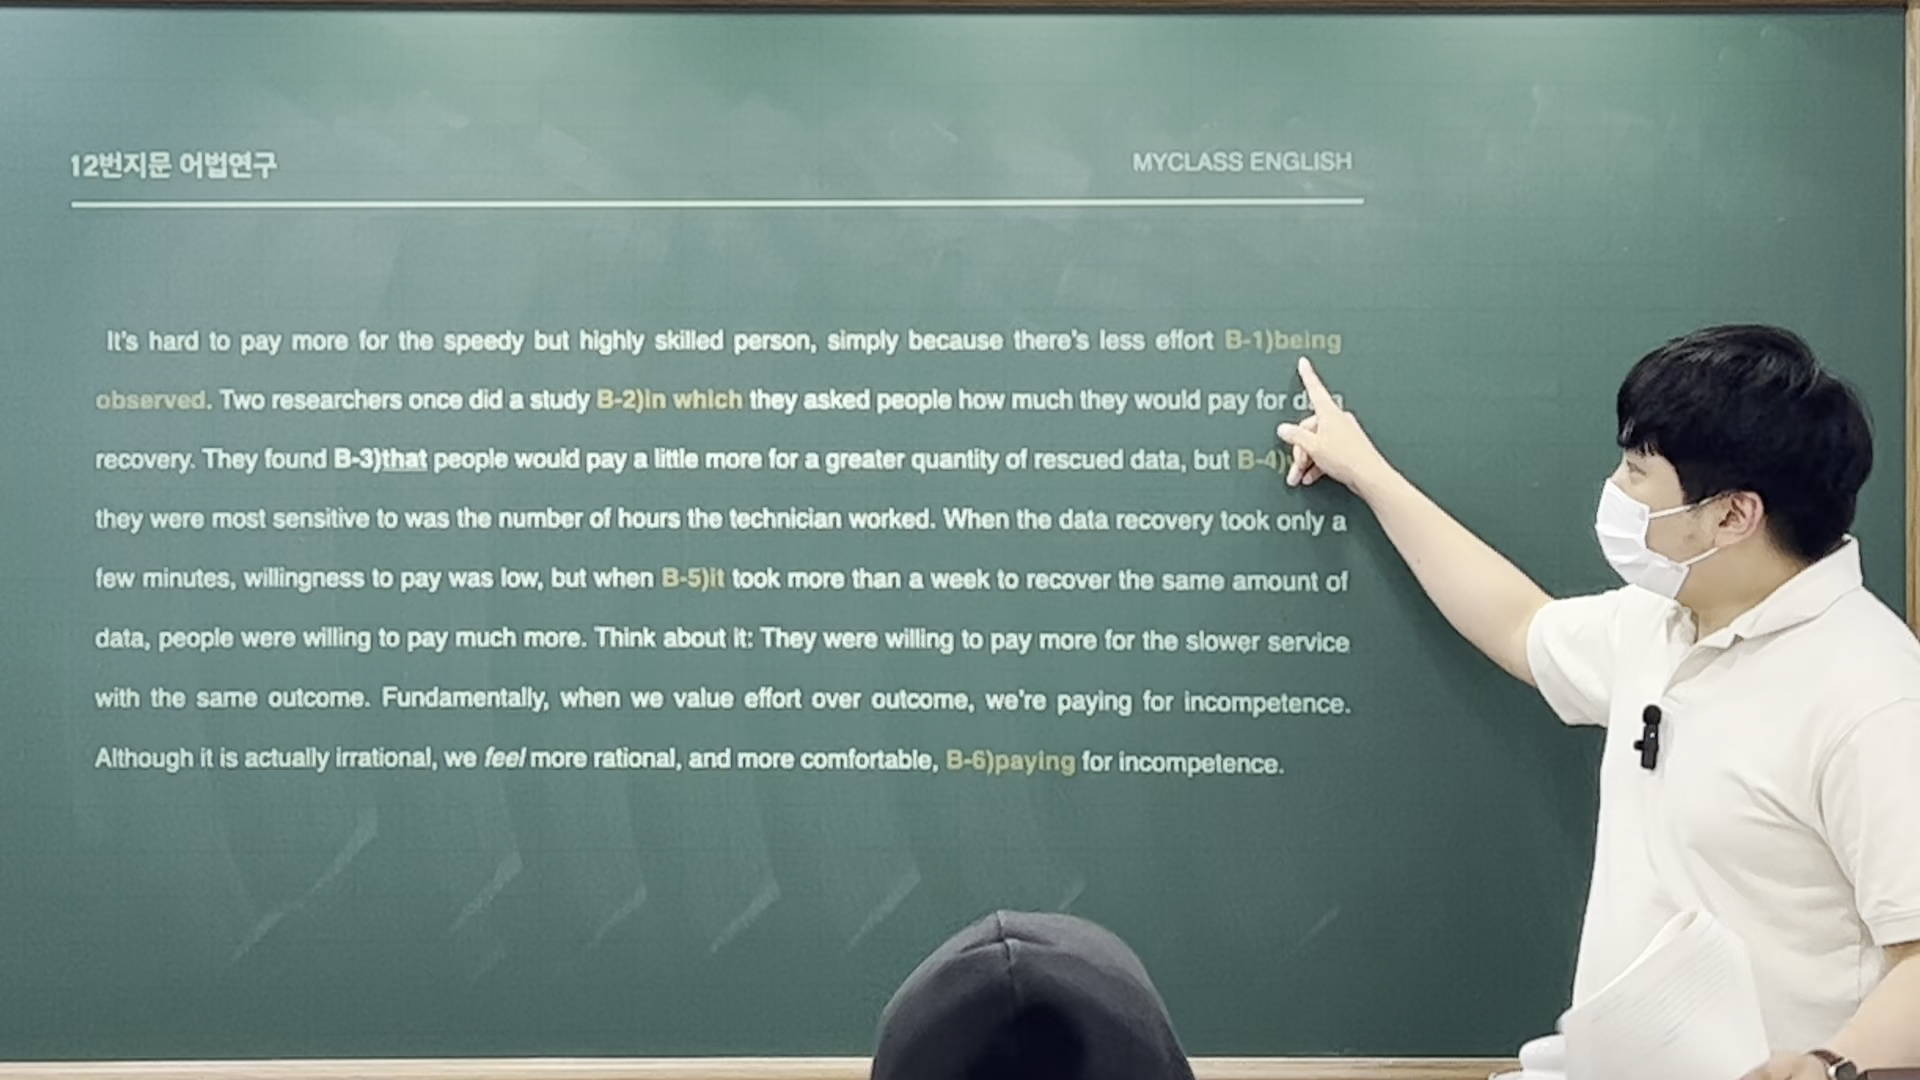 12번지문 어법연구
MYCLASS ENGLISH
It's hard to pay more for the speedy but highly skilled person, simply because there's less effort B-1)being
observed. Two researchers once did a study B-2)in which they asked people how much they would pay for
recovery. They found B-3)that people would pay a little more for a greater quantity of rescued data, but B-4)
they were most sensitive to was the number of hours the technician worked. When the data recovery took only a
few minutes, willingness to pay was low, but when B-5)it took more than a week to recover the same amount of
data, people were willing to pay much more. Think about it: They were willing to pay more for the slower service
with the same outcome. Fundamentally, when we value effort over outcome, we're paying for incompetence.
Although it is actually irrational, we feel more rational, and more comfortable, B-6)paying for incompetence.